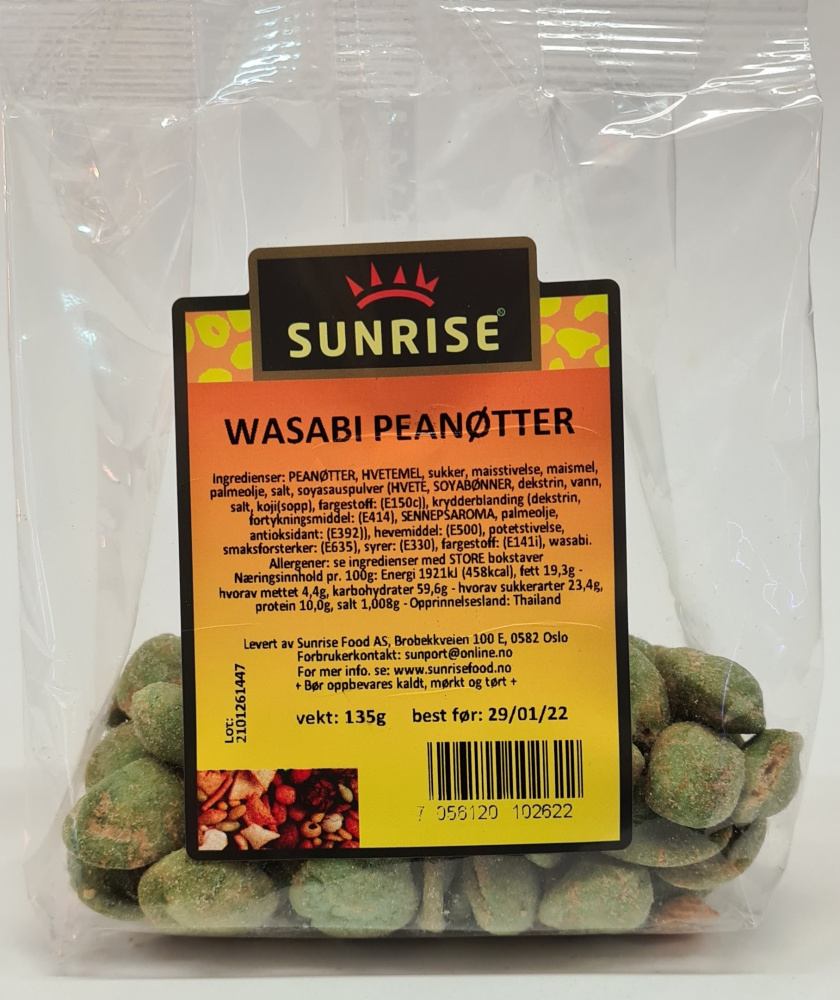 SUNRISE®
WASABI PEANØTTER
Ingredienser: PEANØTTER, HVETEMEL, sukker, maisstivelse, maismel,
palmeolje, salt, soyasauspulver (HVETE, SOYABØNNER, dekstrin, vann,
salt, koji(sopp), fargestoff: (E150c)), krydderblanding (dekstrin,
fortykningsmiddel: (E414), SENNEPSAROMA, palmeolje,
antioksidant: (E392)), hevemiddel: (E500), potetstivelse,
smaksforsterker: (E635), syrer: (E330), fargestoff: (E141i), wasabi.
Allergener: se ingredienser med STORE bokstaver
Næringsinnhold pr. 100g: Energi 1921kJ (458kcal), fett 19,3g -
hvorav mettet 4,4g, karbohydrater 59,6g - hvorav sukkerarter 23,4g,
protein 10,0g, salt 1,008g - Opprinnelsesland: Thailand
Levert av Sunrise Food AS, Brobekkveien 100 E, 0582 Oslo
Forbrukerkontakt: sunport@online.no
For mer info. se: www.sunrisefood.no
+ Bør oppbevares kaldt, mørkt og tørt +
Lot:
2101261447
vekt: 135g best før: 29/01/22
7 056120 102622